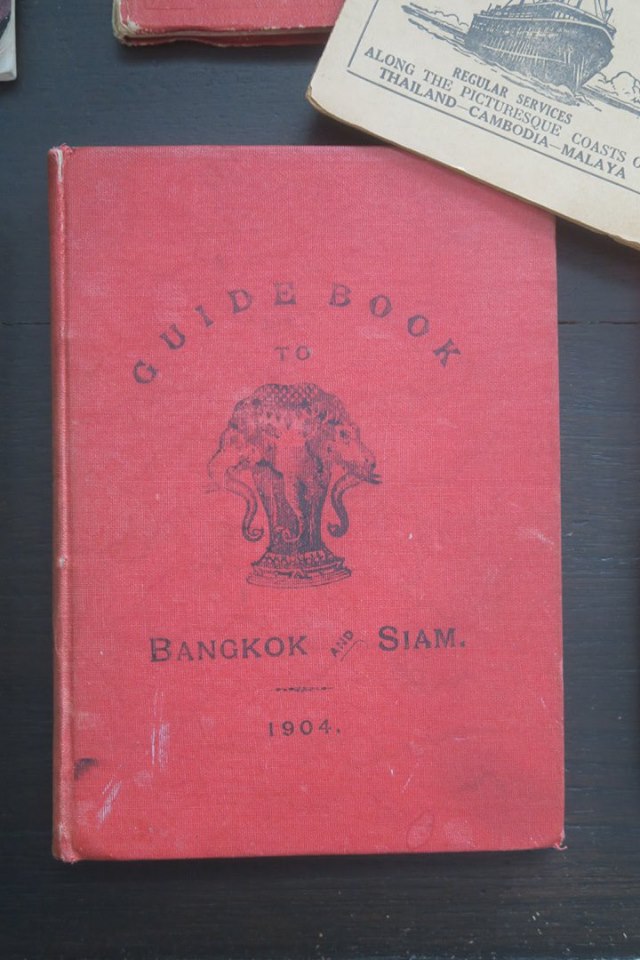 REGULAR SERVICES
ALONG THE PICTURESQUE COASTS
THAILAND—CAMBODIA—MALAYA
GUIDE BOOK
TO
BANGKOK AND SIAM.
1904.